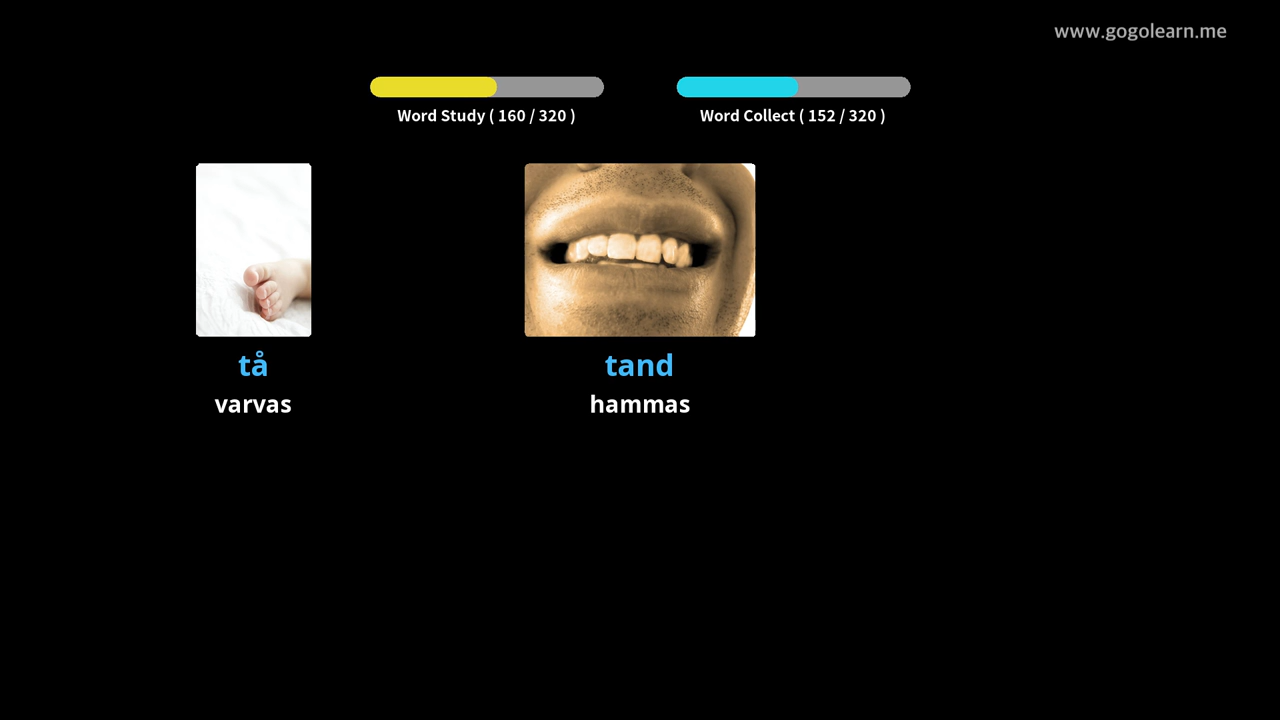 www.gogolearn.me
Word Study ( 160 / 320 )
Word Collect ( 152 / 320 )
tå
varvas
tand
hammas